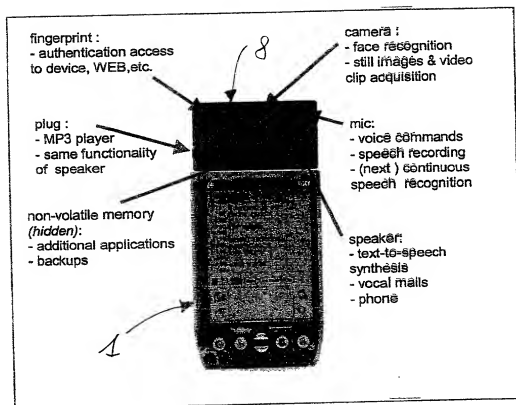 fingerprint :
- authentication access
to device, WEB,etc.
8
camera :
- face recognition
- still images & video
clip acquisition
plug :
- MP3 player
- same functionality
of speaker
mic:
- voice commands
- speech recording
- (next ) continuous
speech recognition
non-volatile memory
(hidden):
- additional applications
- backups
speaker:
- text-to-speech
synthesis
- vocal mails
- phone
1